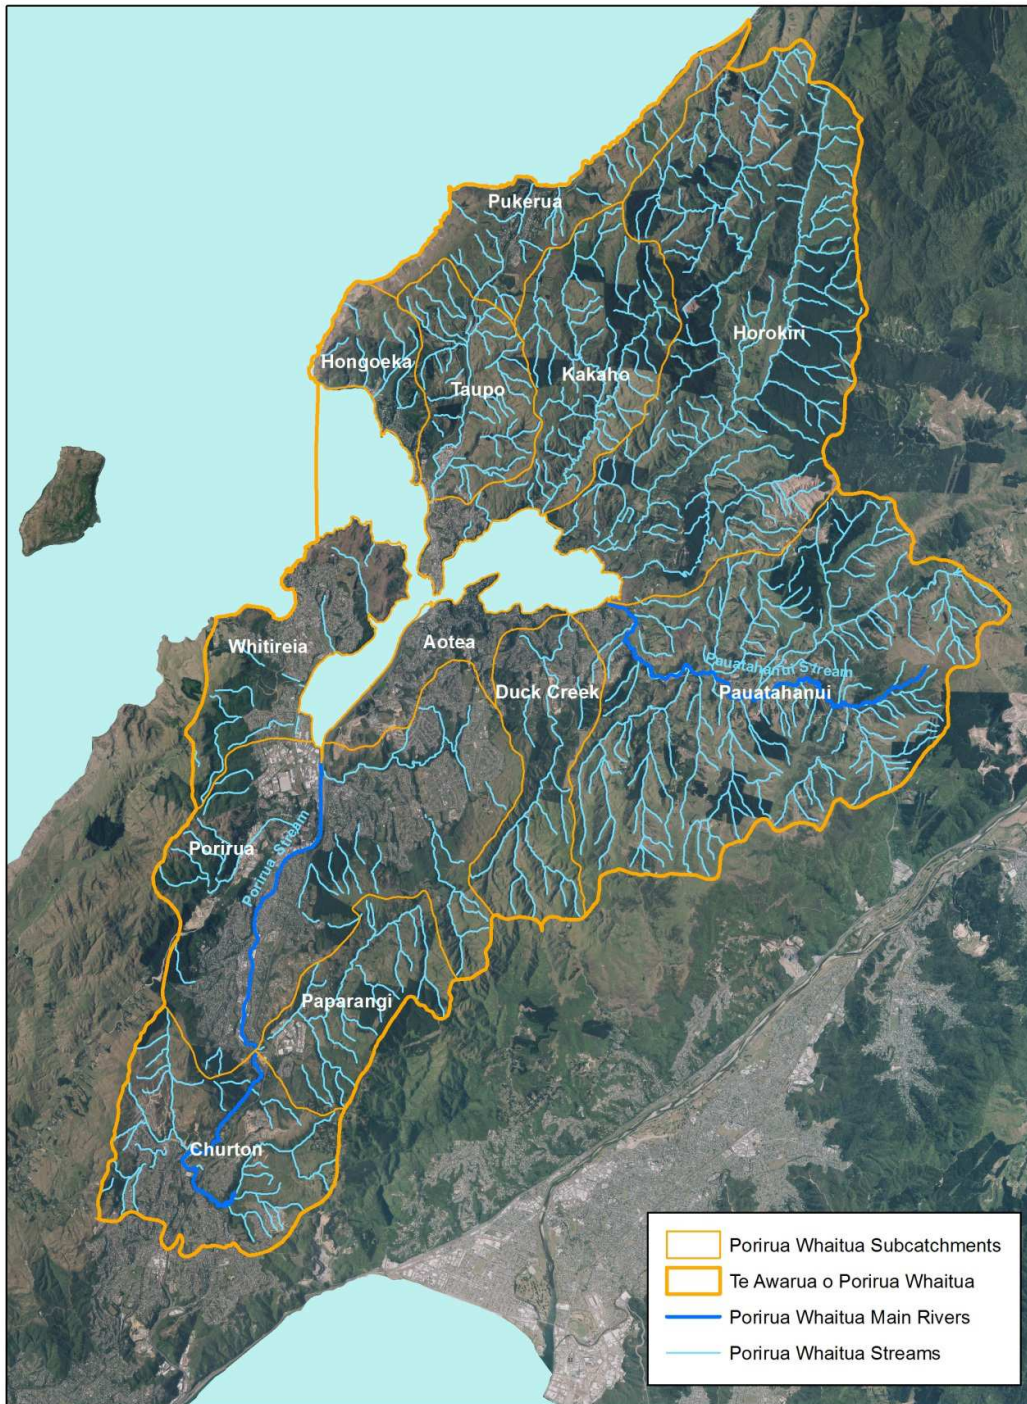 Pukerua
Horokiri
Hongoeka
Kakaho
Taupo
Whitireia
Aotea
Pauatahanui Stream
Duck Creek
Pauatahanui
Porirua Stream
Porirua
Paparangi
Churton
Porirua Whaitua Subcatchments
Te Awarua o Porirua Whaitua
Porirua Whaitua Main Rivers
Porirua Whaitua Streams